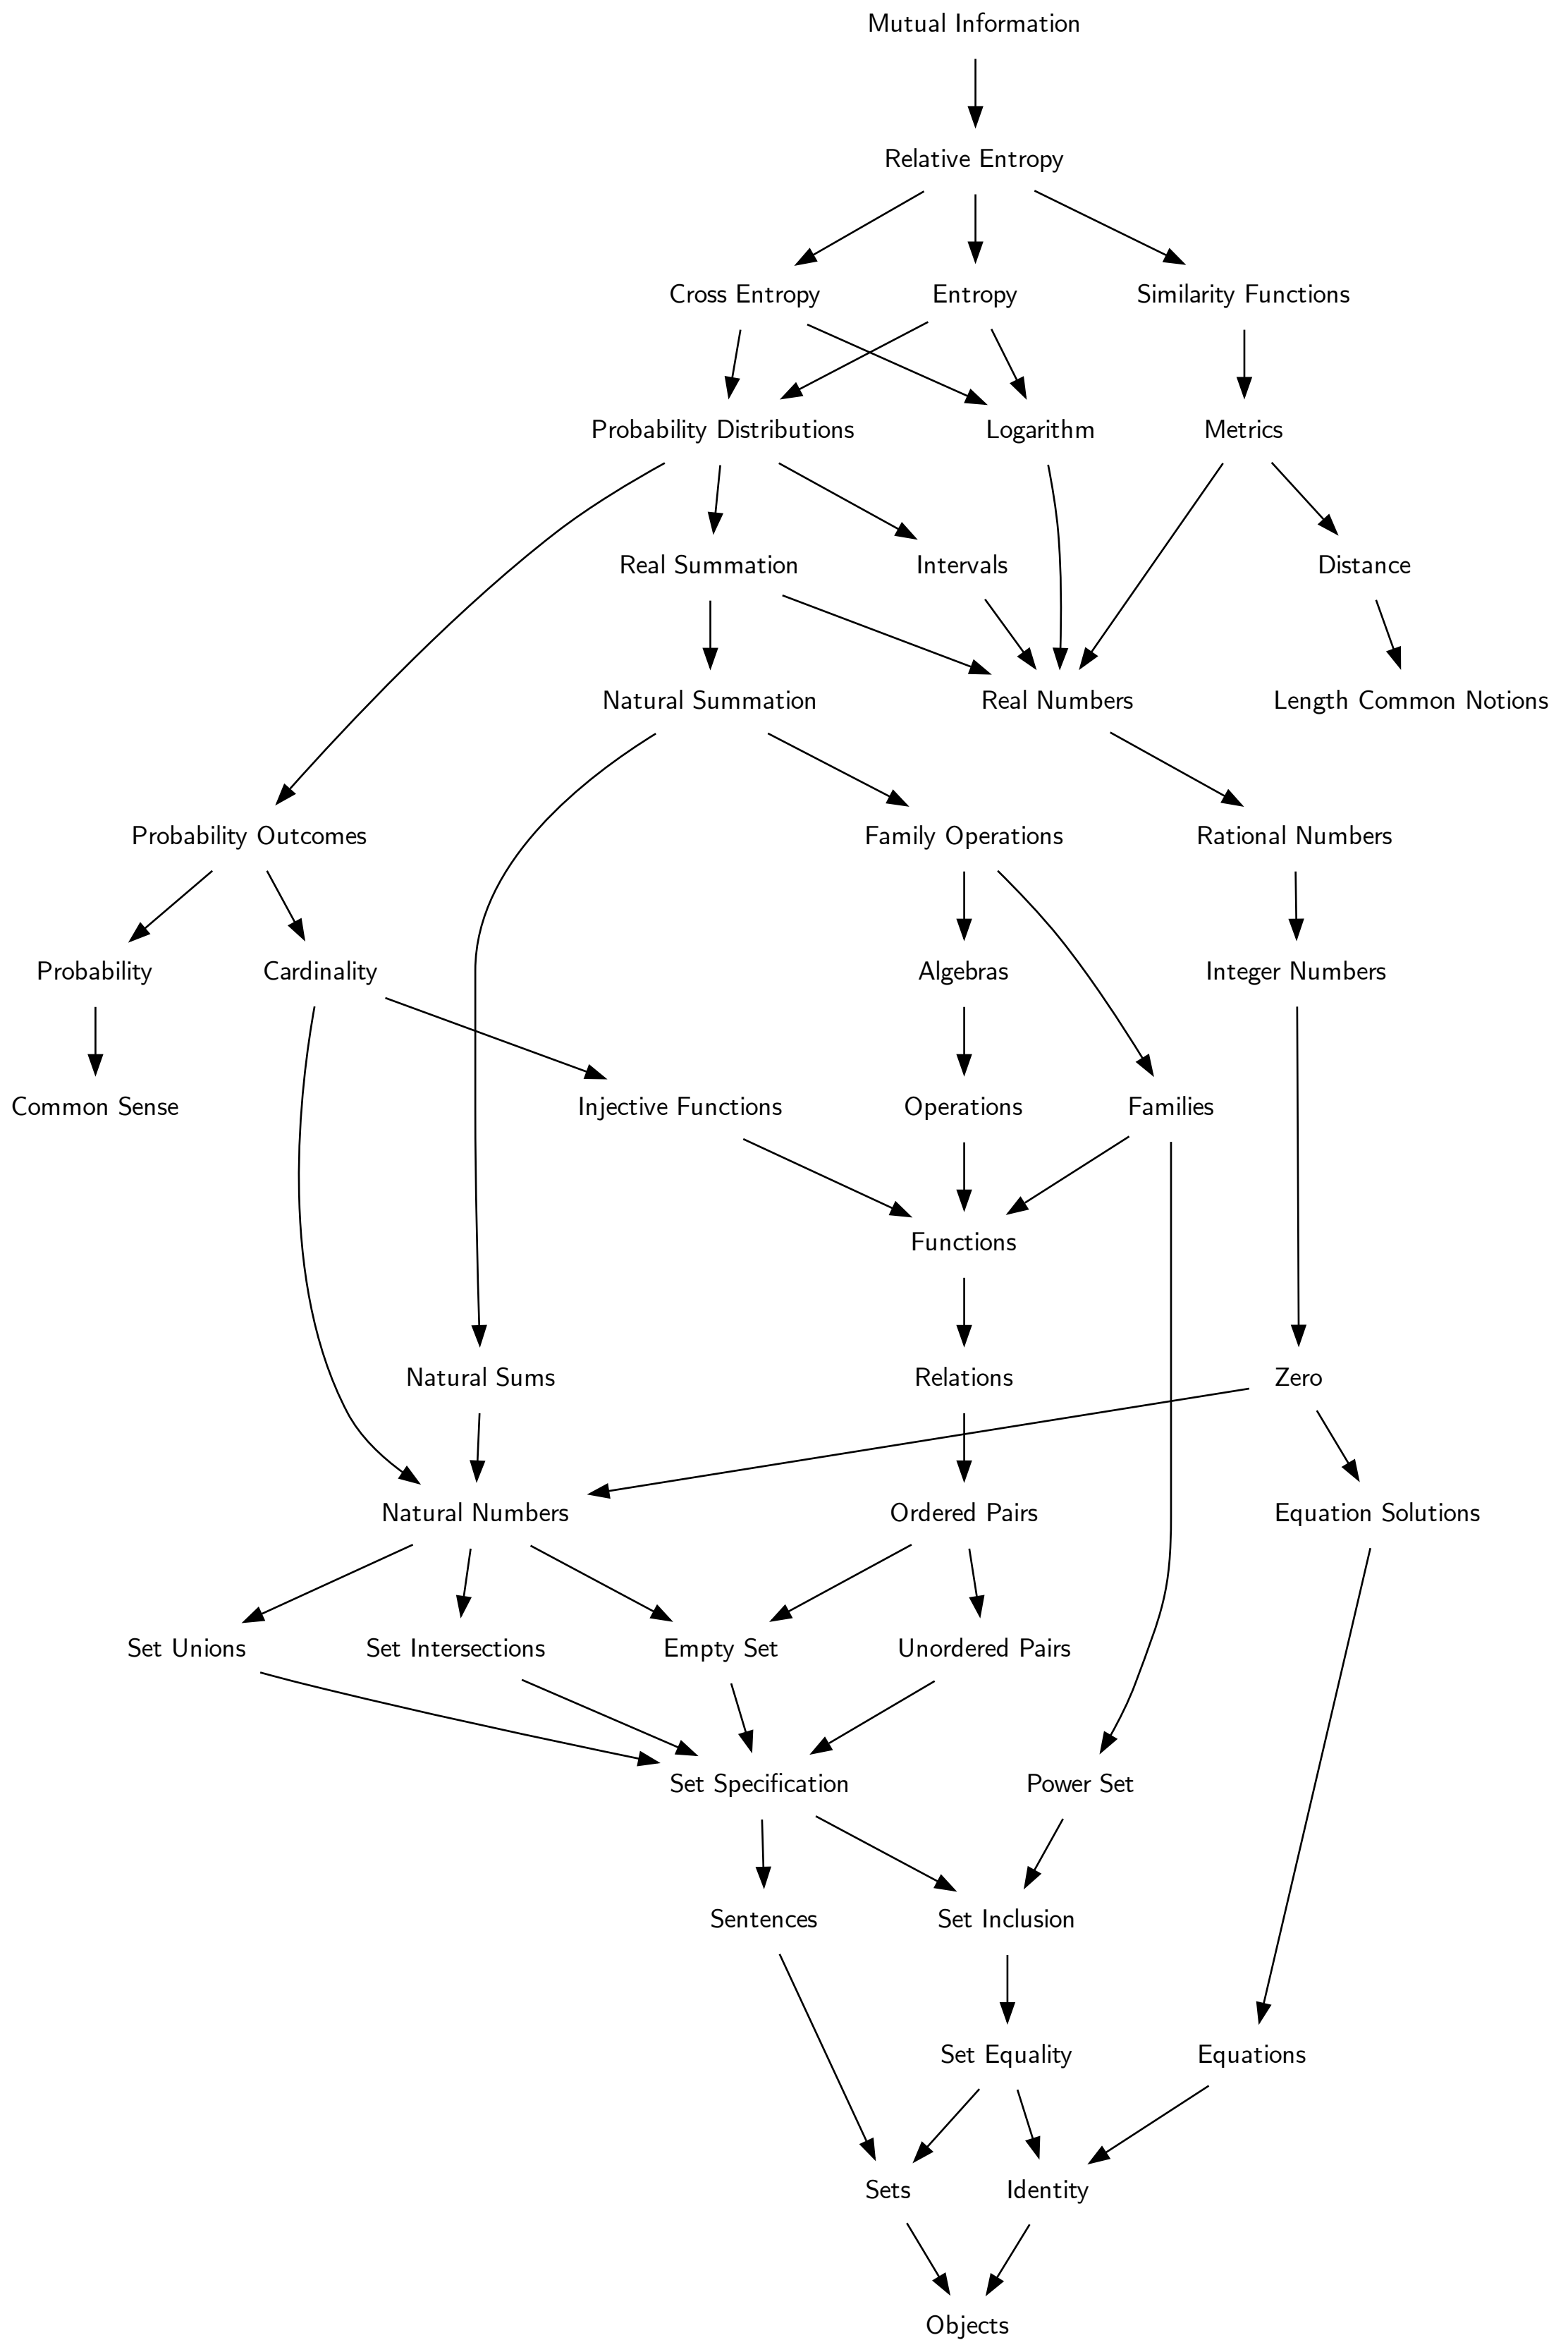 Mutual Information
Relative Entropy
Cross Entropy
Entropy
Similarity Functions
Probability Distributions
Logarithm
Metrics
Real Summation
Intervals
Distance
Natural Summation
Real Numbers
Length Common Notions
Probability Outcomes
Family Operations
Rational Numbers
Probability
Cardinality
Algebras
Integer Numbers
Common Sense
Injective Functions
Operations
Families
Functions
Natural Sums
Relations
Zero
Natural Numbers
Ordered Pairs
Equation Solutions
Set Unions
Set Intersections
Empty Set
Unordered Pairs
Set Specification
Power Set
Sentences
Set Inclusion
Set Equality
Equations
Sets
Identity
Objects